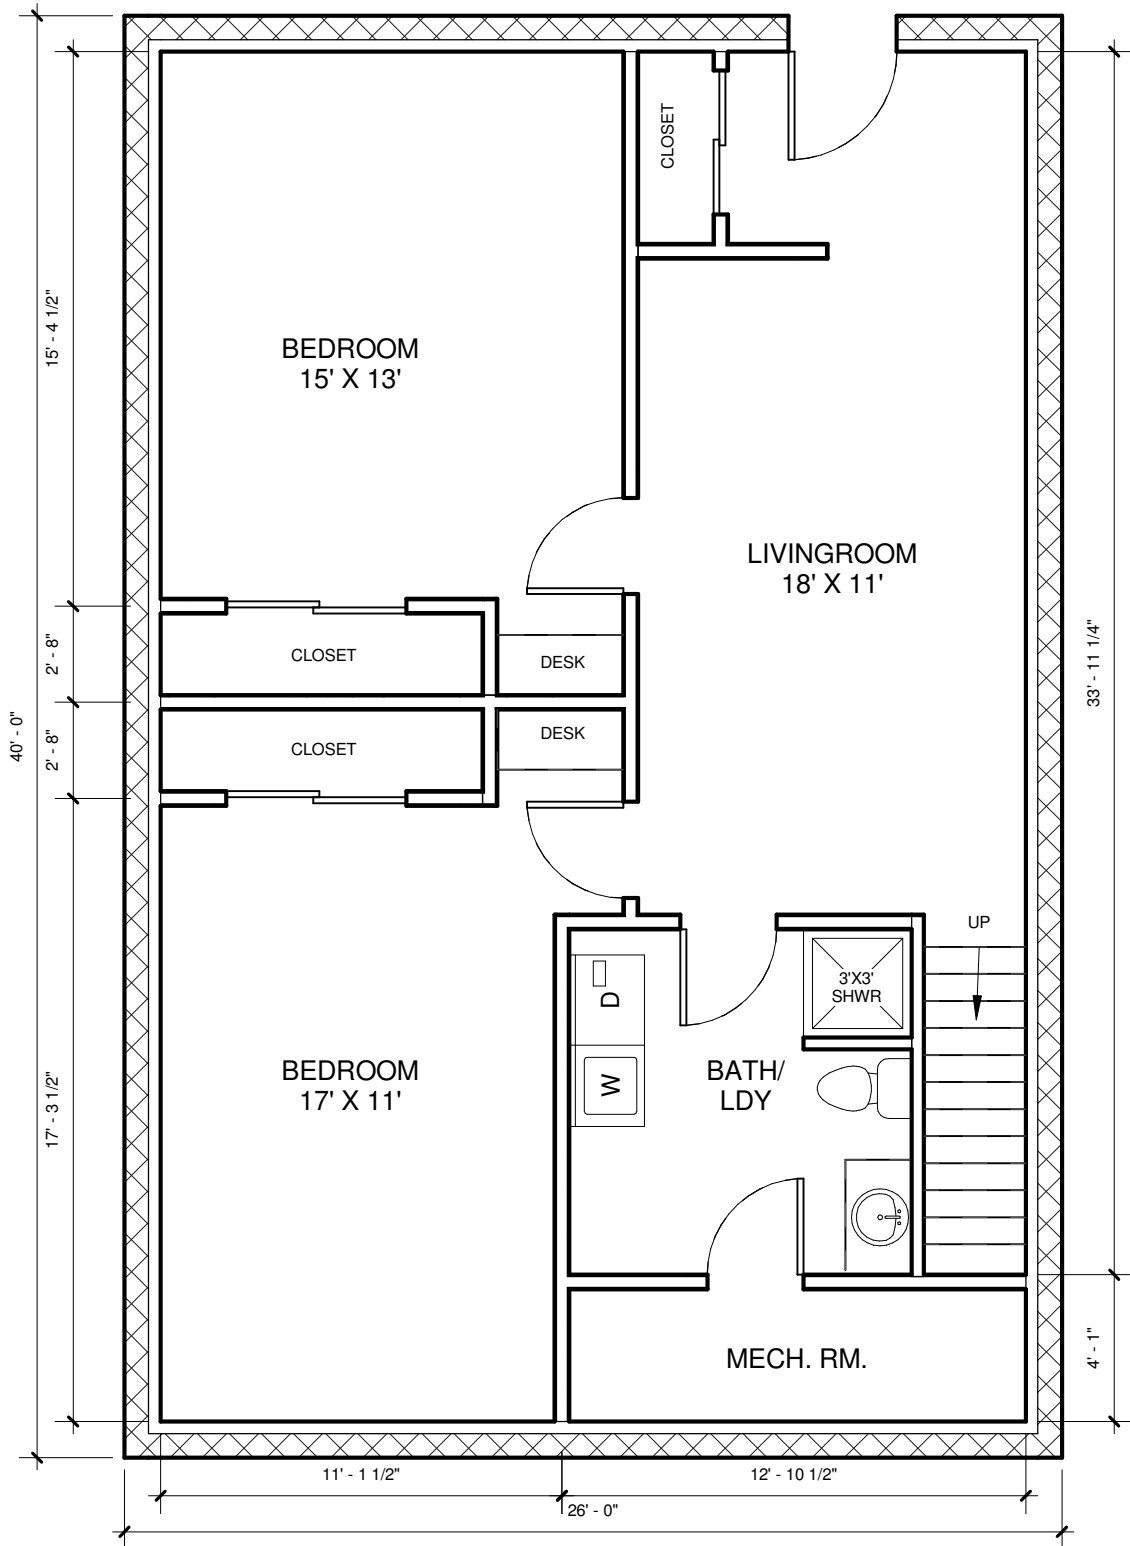 CLOSET
15' - 4 1/2"
BEDROOM
15' X 13'
LIVINGROOM
18' X 11'
CLOSET
DESK
2' - 8"
33' - 11 1/4"
40' - 0"
2' - 8"
CLOSET
DESK
UP
3'X3'
SHWR
D
W
BEDROOM
17' X 11'
BATH/
LDY
17' - 3 1/2"
MECH. RM.
4' - 1"
11' - 1 1/2"
12' - 10 1/2"
26' - 0"